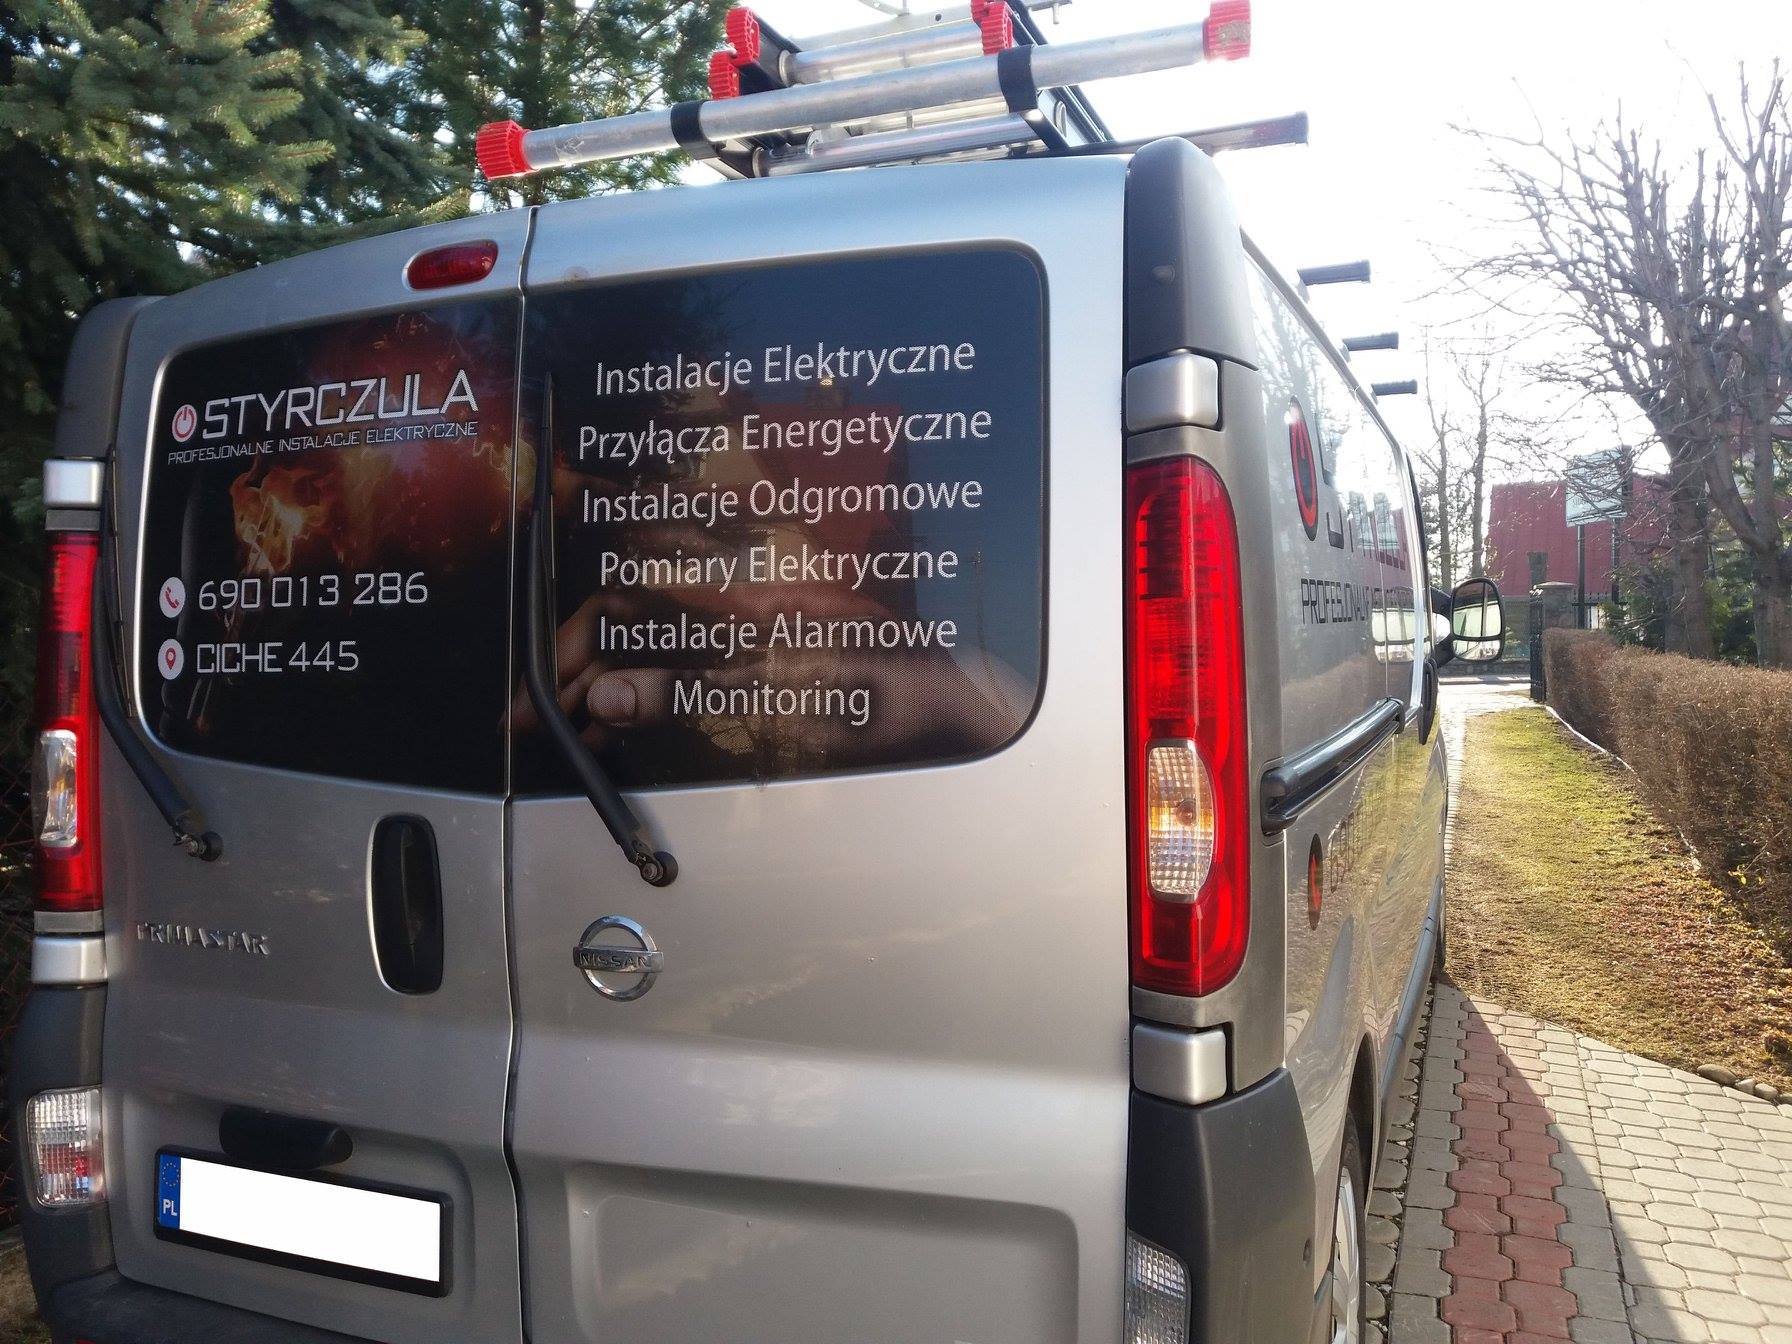 STYRCZULA
PROFESJONALNE INSTALACJE ELEKTRYCZNE
690 013 286
CICHE 445
Instalacje Elektryczne
Przyłącza Energetyczne
Instalacje Odgromowe
Pomiary Elektryczne
Instalacje Alarmowe
Monitoring
PRIMASTAR
NISSAN
PL
PROFESJONALNE